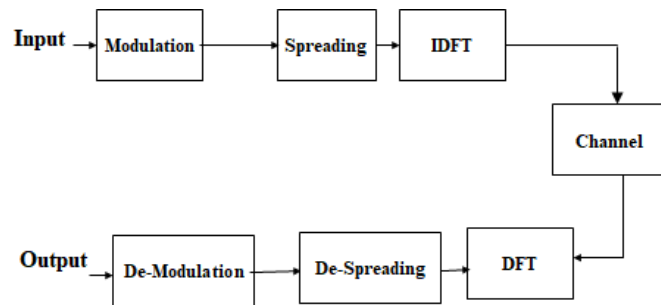 Input
Modulation
Spreading
IDFT
Channel
Output
De-Modulation
De-Spreading
DFT